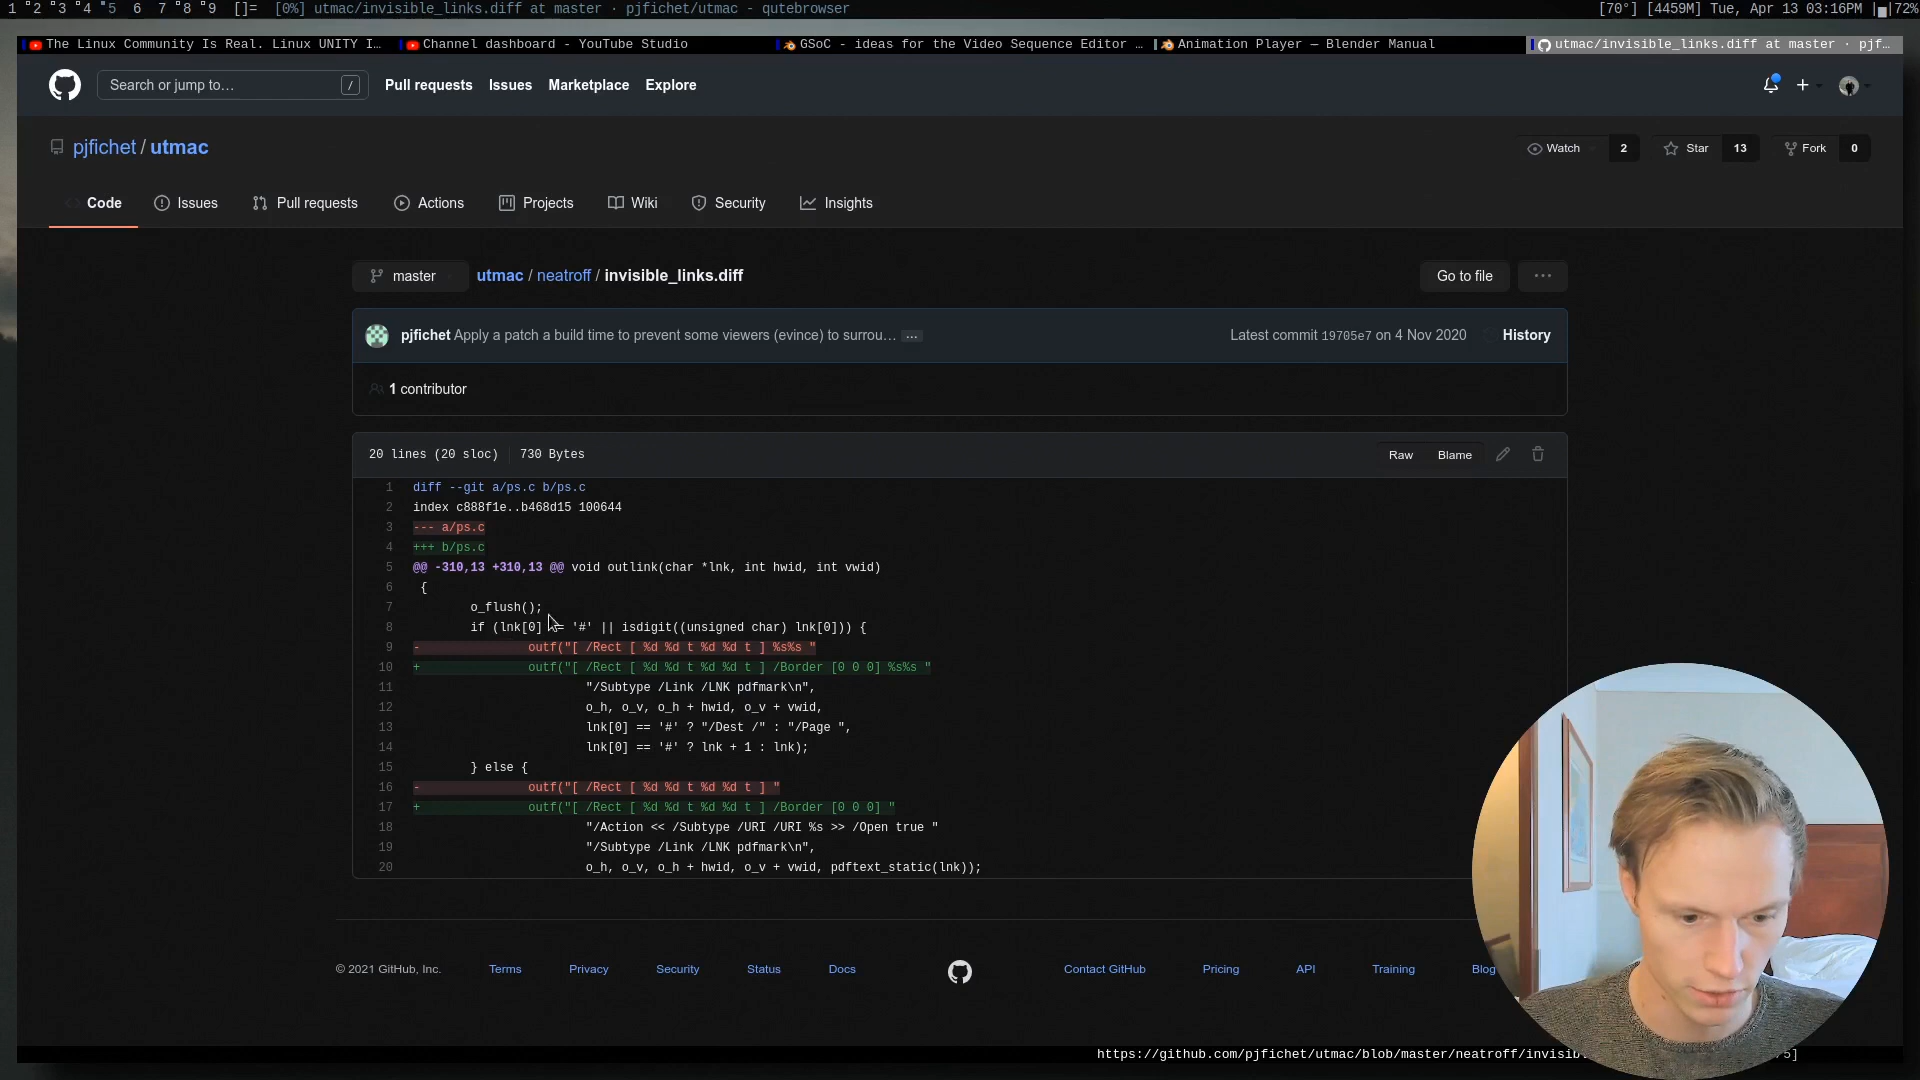 1 2 3 4 5 6 7 8 9 []= [0%] utmac/invisible_links.diff at master · pjfichet/utmac - qutebrowser [70°] [4459M] Tue, Apr 13 03:16PM 72%
The Linux Community Is Real. Linux UNITY I… Channel dashboard - YouTube Studio GSoC - ideas for the Video Sequence Editor … Animation Player — Blender Manual utmac/invisible_links.diff at master · pjf…
Search or jump to… / Pull requests Issues Marketplace Explore
pjfichet / utmac Watch 2 Star 13 Fork 0
Code Issues Pull requests Actions Projects Wiki Security Insights
master utmac / neatroff / invisible_links.diff Go to file ...
pjfichet Apply a patch a build time to prevent some viewers (evince) to surrou… ... Latest commit 19705e7 on 4 Nov 2020 History
1 contributor
20 lines (20 sloc) 730 Bytes Raw Blame
1 diff --git a/ps.c b/ps.c
2 index c888f1e..b468d15 100644
3 --- a/ps.c
4 +++ b/ps.c
5 @@ -310,13 +310,13 @@ void outlink(char *lnk, int hwid, int vwid)
6 {
7 o_flush();
8 if (lnk[0] == '#' || isdigit((unsigned char) lnk[0])) {
9 - outf("[ /Rect [ %d %d t %d %d t ] %s%s "
10 + outf("[ /Rect [ %d %d t %d %d t ] /Border [0 0 0] %s%s "
11 "/Subtype /Link /LNK pdfmark\n",
12 o_h, o_v, o_h + hwid, o_v + vwid,
13 lnk[0] == '#' ? "/Dest /" : "/Page ",
14 lnk[0] == '#' ? lnk + 1 : lnk);
15 } else {
16 - outf("[ /Rect [ %d %d t %d %d t ] "
17 + outf("[ /Rect [ %d %d t %d %d t ] /Border [0 0 0] "
18 "/Action << /Subtype /URI /URI %s >> /Open true "
19 "/Subtype /Link /LNK pdfmark\n",
20 o_h, o_v, o_h + hwid, o_v + vwid, pdftext_static(lnk));
© 2021 GitHub, Inc. Terms Privacy Security Status Docs Contact GitHub Pricing API Training Blog
https://github.com/pjfichet/utmac/blob/master/neatroff/invisib /5]